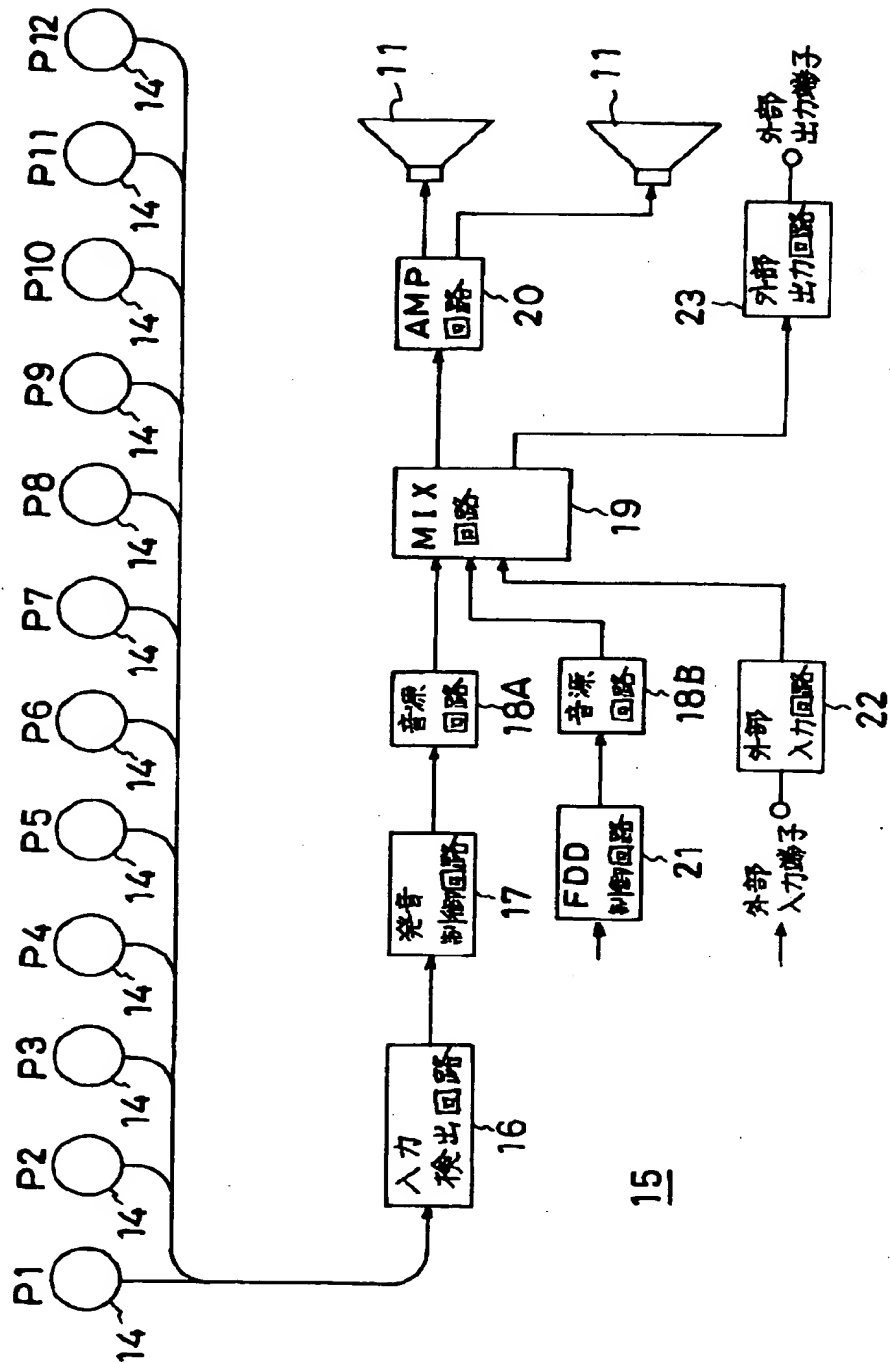 P1
P2
P3
P4
P5
P6
P7
P8
P9
P10
P11
P12
14
14
14
14
14
14
14
14
14
14
14
14
入力
検出回路
16
発音
制御回路
17
音源
回路
18A
FDD
制御回路
21
音源
回路
18B
外部
入力端子
外部
入力回路
22
MIX
回路
19
AMP
回路
20
11
11
外部
出力回路
23
外部
出力端子
15